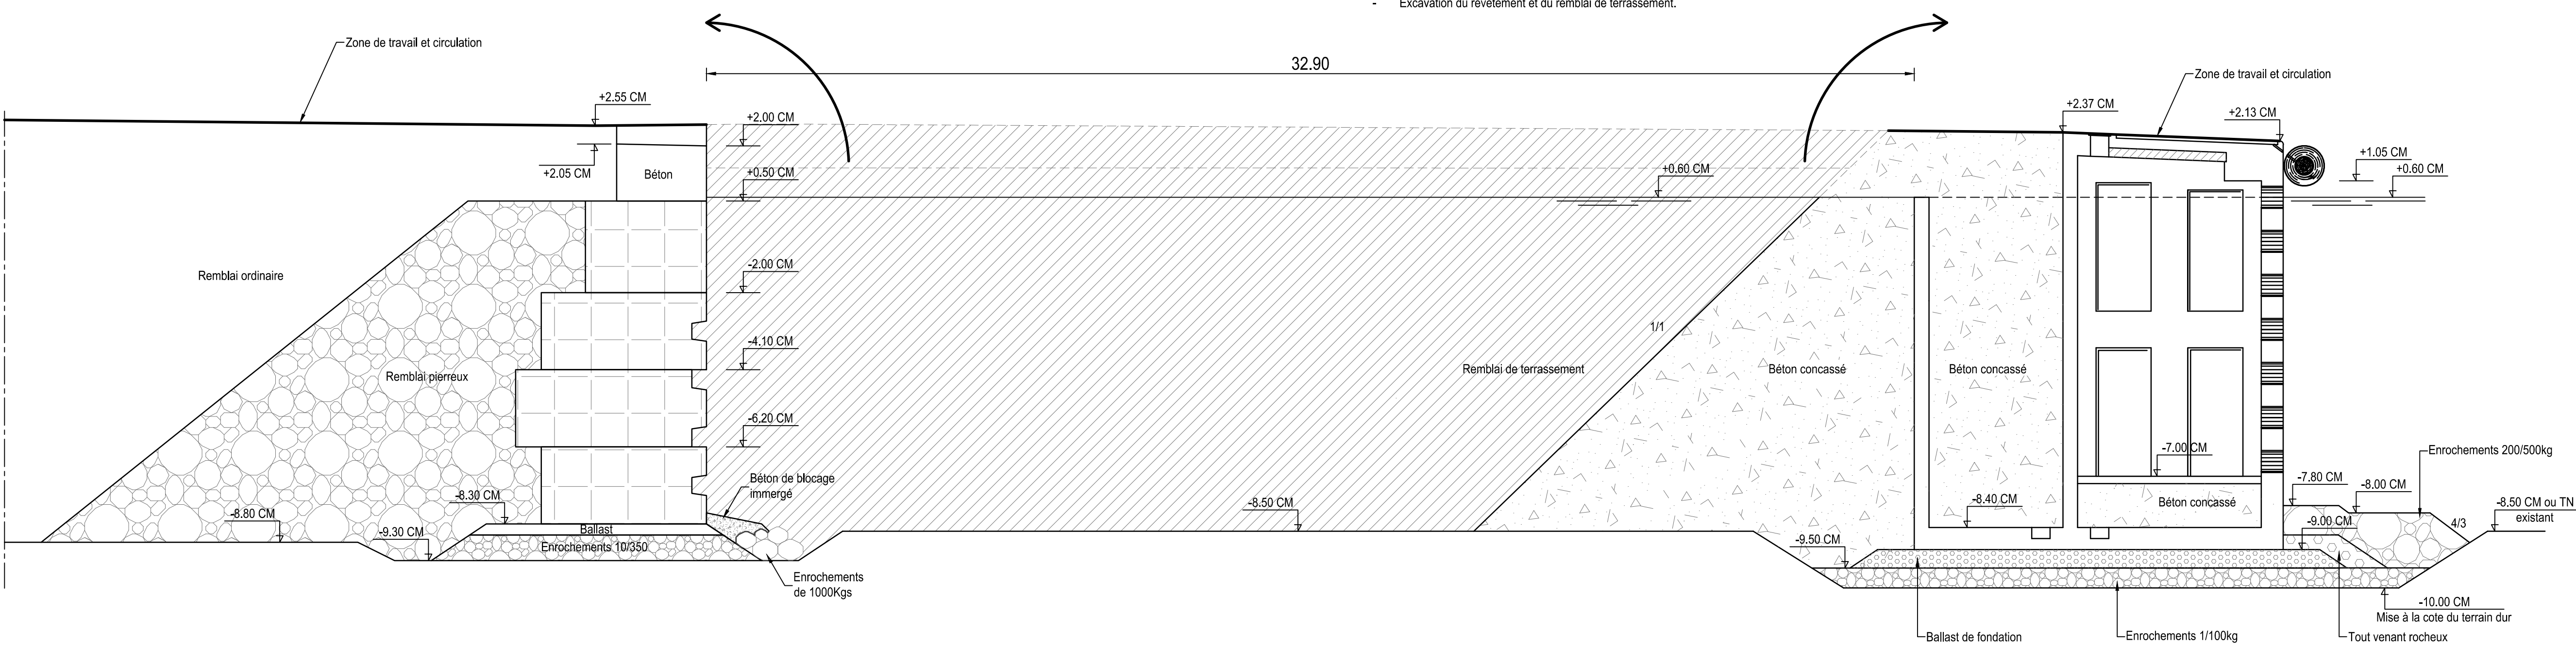 - Excavation du revêtement et du remblai de terrassement.
Zone de travail et circulation
32.90
Zone de travail et circulation
+2.55 CM
+2.00 CM
+2.37 CM
+2.13 CM
+2.05 CM
Béton
+0.50 CM
+0.60 CM
+1.05 CM
+0.60 CM
Remblai ordinaire
-2.00 CM
1/1
-4.10 CM
Remblai pierreux
Remblai de terrassement
Béton concassé
Béton concassé
-6.20 CM
-7.00 CM
Enrochements 200/500kg
Béton de blocage
immergé
-7.80 CM
-8.00 CM
-8.30 CM
-8.50 CM
-8.40 CM
Béton concassé
-8.50 CM ou TN
existant
-8.80 CM
-9.30 CM
Ballast
Enrochements 10/350
-9.00 CM
4/3
-9.50 CM
Enrochements
de 1000Kgs
-10.00 CM
Mise à la cote du terrain dur
Ballast de fondation
Enrochements 1/100kg
Tout venant rocheux